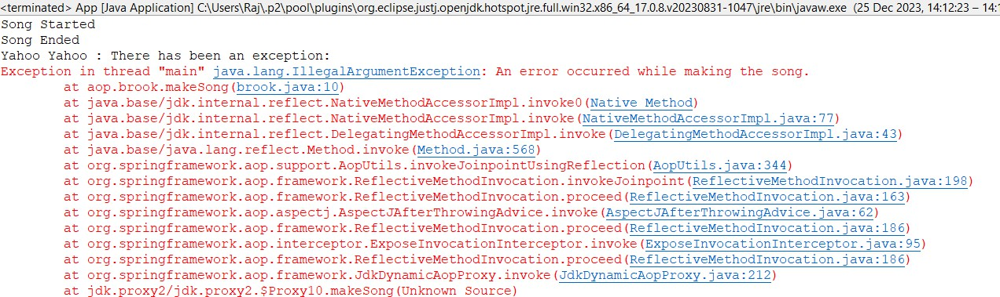 <terminated> App [Java Application] C:\Users\Raj\.p2\pool\plugins\org.eclipse.justj.openjdk.hotspot.jre.full.win32.x86_64_17.0.8.v20230831-1047\jre\bin\javaw.exe (25 Dec 2023, 14:12:23 – 14:1
Song Started
Song Ended
Yahoo Yahoo : There has been an exception:
Exception in thread "main" java.lang.IllegalArgumentException: An error occurred while making the song.
	at aop.brook.makeSong(brook.java:10)
	at java.base/jdk.internal.reflect.NativeMethodAccessorImpl.invoke0(Native Method)
	at java.base/jdk.internal.reflect.NativeMethodAccessorImpl.invoke(NativeMethodAccessorImpl.java:77)
	at java.base/jdk.internal.reflect.DelegatingMethodAccessorImpl.invoke(DelegatingMethodAccessorImpl.java:43)
	at java.base/java.lang.reflect.Method.invoke(Method.java:568)
	at org.springframework.aop.support.AopUtils.invokeJoinpointUsingReflection(AopUtils.java:344)
	at org.springframework.aop.framework.ReflectiveMethodInvocation.invokeJoinpoint(ReflectiveMethodInvocation.java:198)
	at org.springframework.aop.framework.ReflectiveMethodInvocation.proceed(ReflectiveMethodInvocation.java:163)
	at org.springframework.aop.aspectj.AspectJAfterThrowingAdvice.invoke(AspectJAfterThrowingAdvice.java:62)
	at org.springframework.aop.framework.ReflectiveMethodInvocation.proceed(ReflectiveMethodInvocation.java:186)
	at org.springframework.aop.interceptor.ExposeInvocationInterceptor.invoke(ExposeInvocationInterceptor.java:95)
	at org.springframework.aop.framework.ReflectiveMethodInvocation.proceed(ReflectiveMethodInvocation.java:186)
	at org.springframework.aop.framework.JdkDynamicAopProxy.invoke(JdkDynamicAopProxy.java:212)
	at jdk.proxy2/jdk.proxy2.$Proxy10.makeSong(Unknown Source)